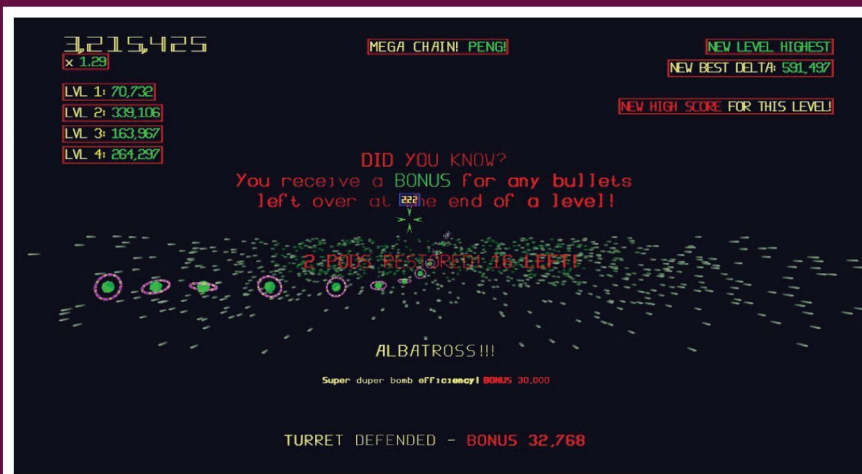 3,215,425
x 1.29
MEGA CHAIN! PENG!
NEW LEVEL HIGHEST
NEW BEST DELTA: 591,497
NEW HIGH SCORE FOR THIS LEVEL!
LVL 1: 70,732
LVL 2: 339,106
LVL 3: 163,967
LVL 4: 264,297
DID YOU KNOW?
You receive a BONUS for any bullets
left over at the end of a level!
222
2 PODS RESTORED! 16 LEFT!
ALBATROSS!!!
Super duper bomb efficiency! BONUS 30,000
TURRET DEFENDED - BONUS 32,768